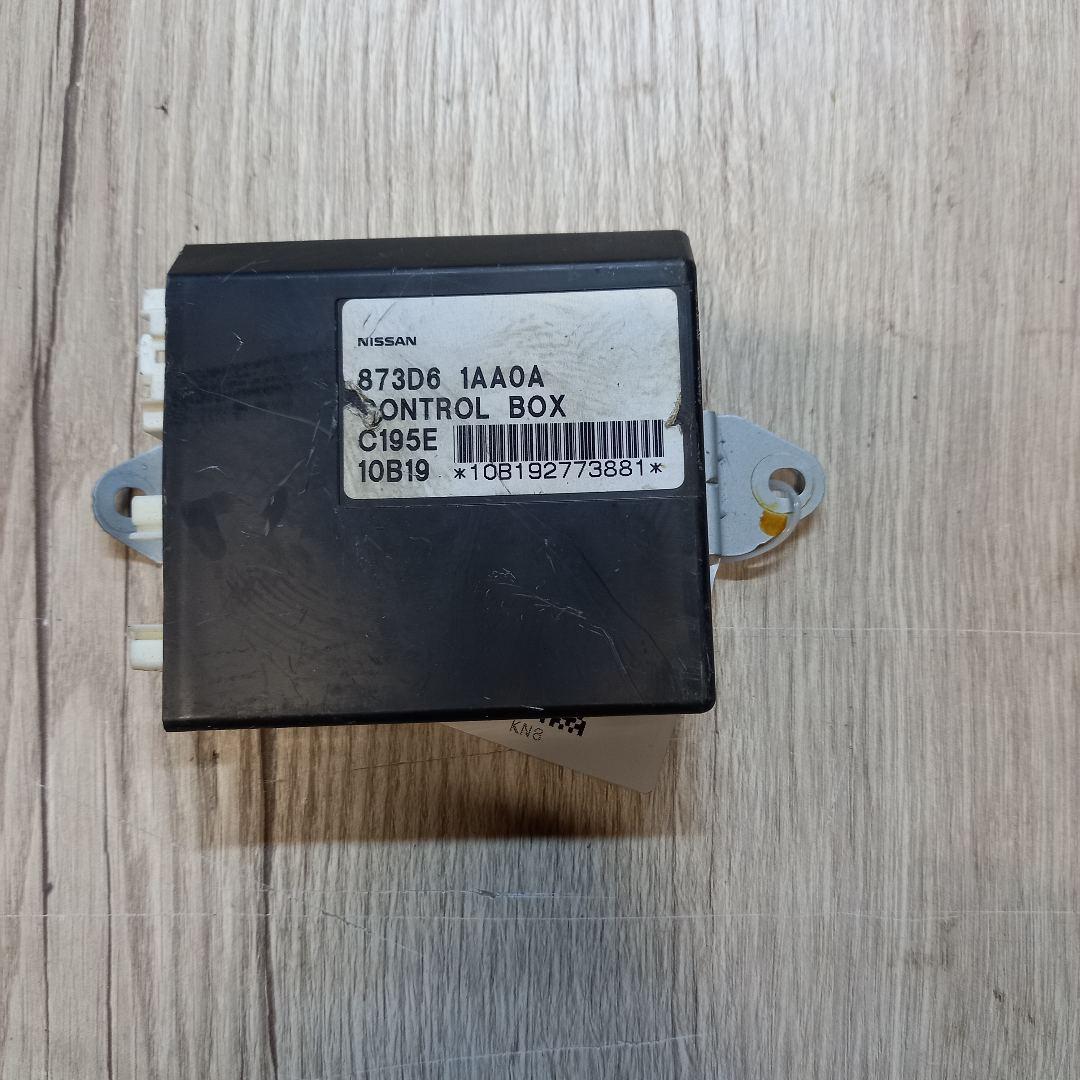 NISSAN
873D6 1AA0A
CONTROL BOX
C195E
10B19 *10B192773881*
KN8